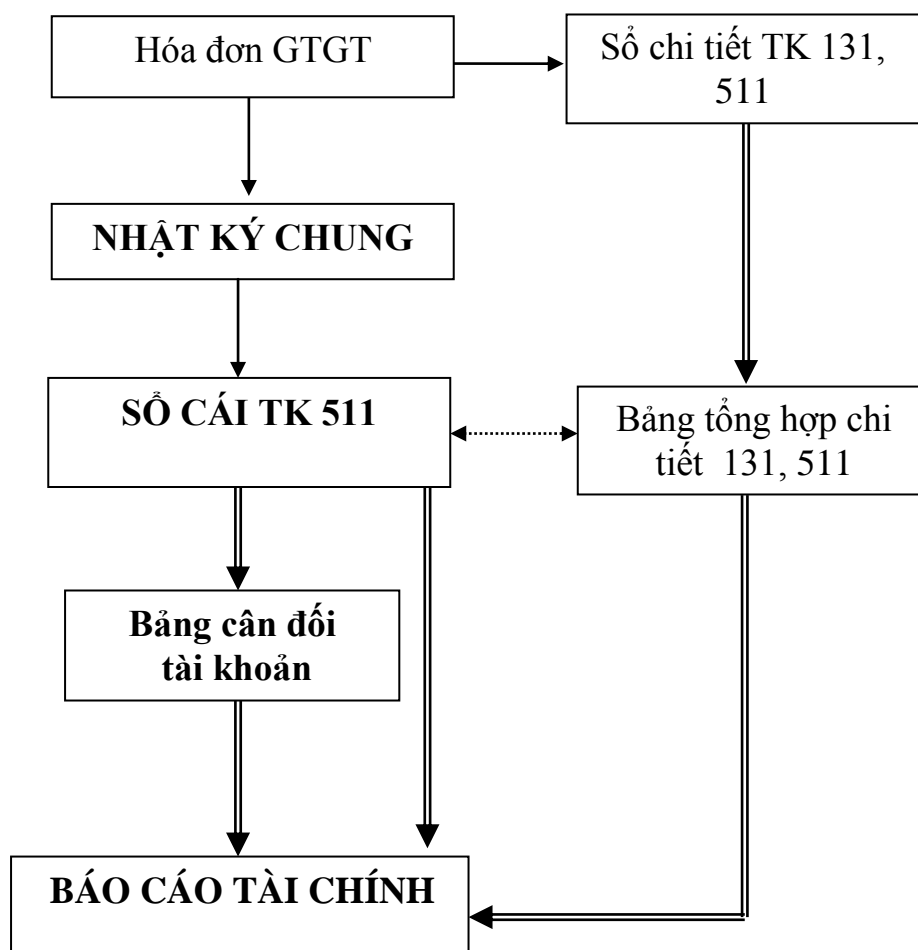 Hóa đơn GTGT
Sổ chi tiết TK 131,
511
NHẬT KÝ CHUNG
SỔ CÁI TK 511
Bảng tổng hợp chi
tiết 131, 511
Bảng cân đối
tài khoản
BÁO CÁO TÀI CHÍNH